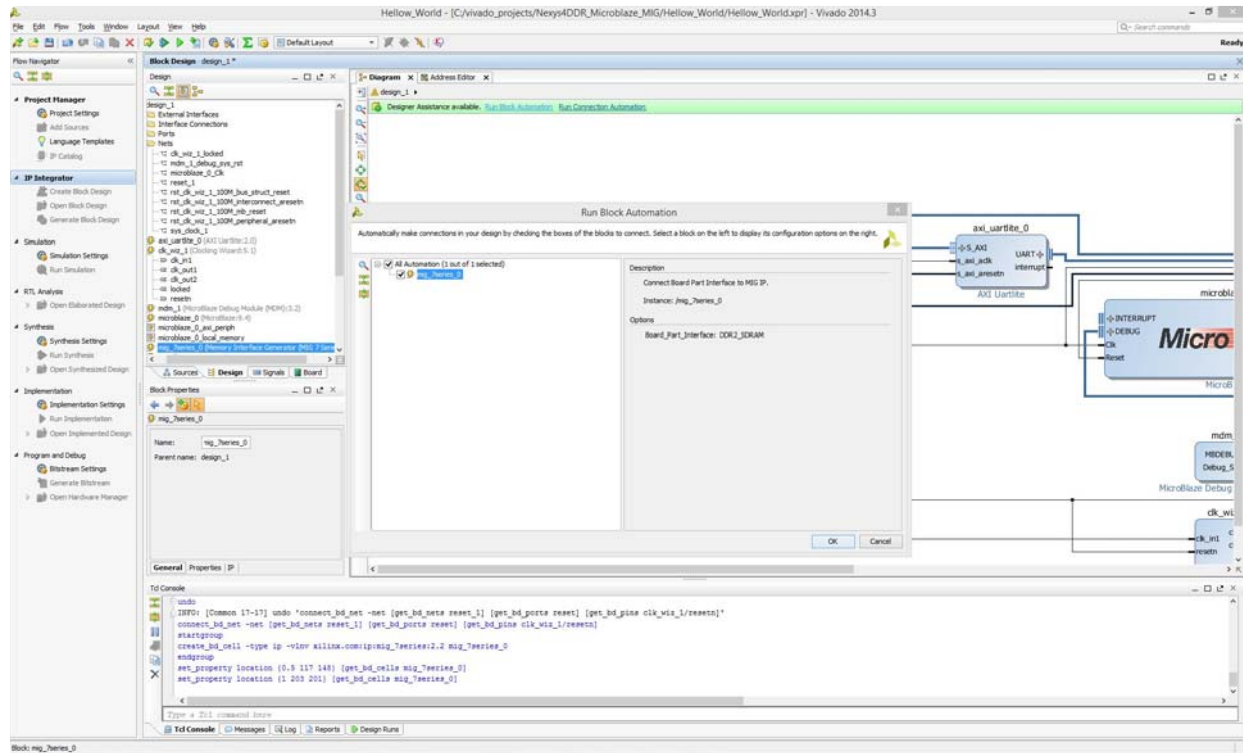 Hellow_World - [C:/vivado_projects/Nexys4DDR_Microblaze_MIG/Hellow_World/Hellow_World.xpr] - Vivado 2014.3
File Edit Flow Tools Window Layout View Help
Search commands
Default Layout
Ready
Flow Navigator
Project Manager
Project Settings
Add Sources
Language Templates
IP Catalog
IP Integrator
Create Block Design
Open Block Design
Generate Block Design
Simulation
Simulation Settings
Run Simulation
RTL Analysis
Open Elaborated Design
Synthesis
Synthesis Settings
Run Synthesis
Open Synthesized Design
Implementation
Implementation Settings
Run Implementation
Open Implemented Design
Program and Debug
Bitstream Settings
Generate Bitstream
Open Hardware Manager
Block Design design_1 *
Design
design_1
External Interfaces
Interface Connections
Ports
Nets
clk_wiz_1_locked
mdm_1_debug_sys_rst
microblaze_0_Clk
reset_1
rst_clk_wiz_1_100M_bus_struct_reset
rst_clk_wiz_1_100M_interconnect_aresetn
rst_clk_wiz_1_100M_mb_reset
rst_clk_wiz_1_100M_peripheral_aresetn
sys_clock_1
axi_uartlite_0 (AXI Uartlite:2.0)
clk_wiz_1 (Clocking Wizard:5.1)
clk_in1
clk_out1
clk_out2
locked
resetn
mdm_1 (MicroBlaze Debug Module (MDM):3.2)
microblaze_0 (MicroBlaze:9.4)
microblaze_0_axi_periph
microblaze_0_local_memory
mig_7series_0 (Memory Interface Generator (MIG 7 Serie
Sources Design Signals Board
Block Properties
mig_7series_0
Name: mig_7series_0
Parent name: design_1
General Properties IP
Diagram Address Editor
design_1
Designer Assistance available. Run Block Automation Run Connection Automation
Run Block Automation
Automatically make connections in your design by checking the boxes of the blocks to connect. Select a block on the left to display its configuration options on the right.
All Automation (1 out of 1 selected)
mig_7series_0
Description
Connect Board Part Interface to MIG IP.
Instance: /mig_7series_0
Options
Board_Part_Interface: DDR2_SDRAM
OK Cancel
axi_uartlite_0
S_AXI
s_axi_aclk
s_axi_aresetn
UART
interrupt
AXI Uartlite
microbla
INTERRUPT
DEBUG
Clk
Reset
Micro
MicroB
mdm_
MBDEBU
Debug_S
MicroBlaze Debug
clk_wi
clk_in1
resetn
Tcl Console
undo
INFO: [Common 17-17] undo 'connect_bd_net -net [get_bd_nets reset_1] [get_bd_ports reset] [get_bd_pins clk_wiz_1/resetn]'
connect_bd_net -net [get_bd_nets reset_1] [get_bd_ports reset] [get_bd_pins clk_wiz_1/resetn]
startgroup
create_bd_cell -type ip -vlnv xilinx.com:ip:mig_7series:2.2 mig_7series_0
endgroup
set_property location {0.5 117 148} [get_bd_cells mig_7series_0]
set_property location {1 203 201} [get_bd_cells mig_7series_0]
Type a Tcl command here
Tcl Console Messages Log Reports Design Runs
Block: mig_7series_0